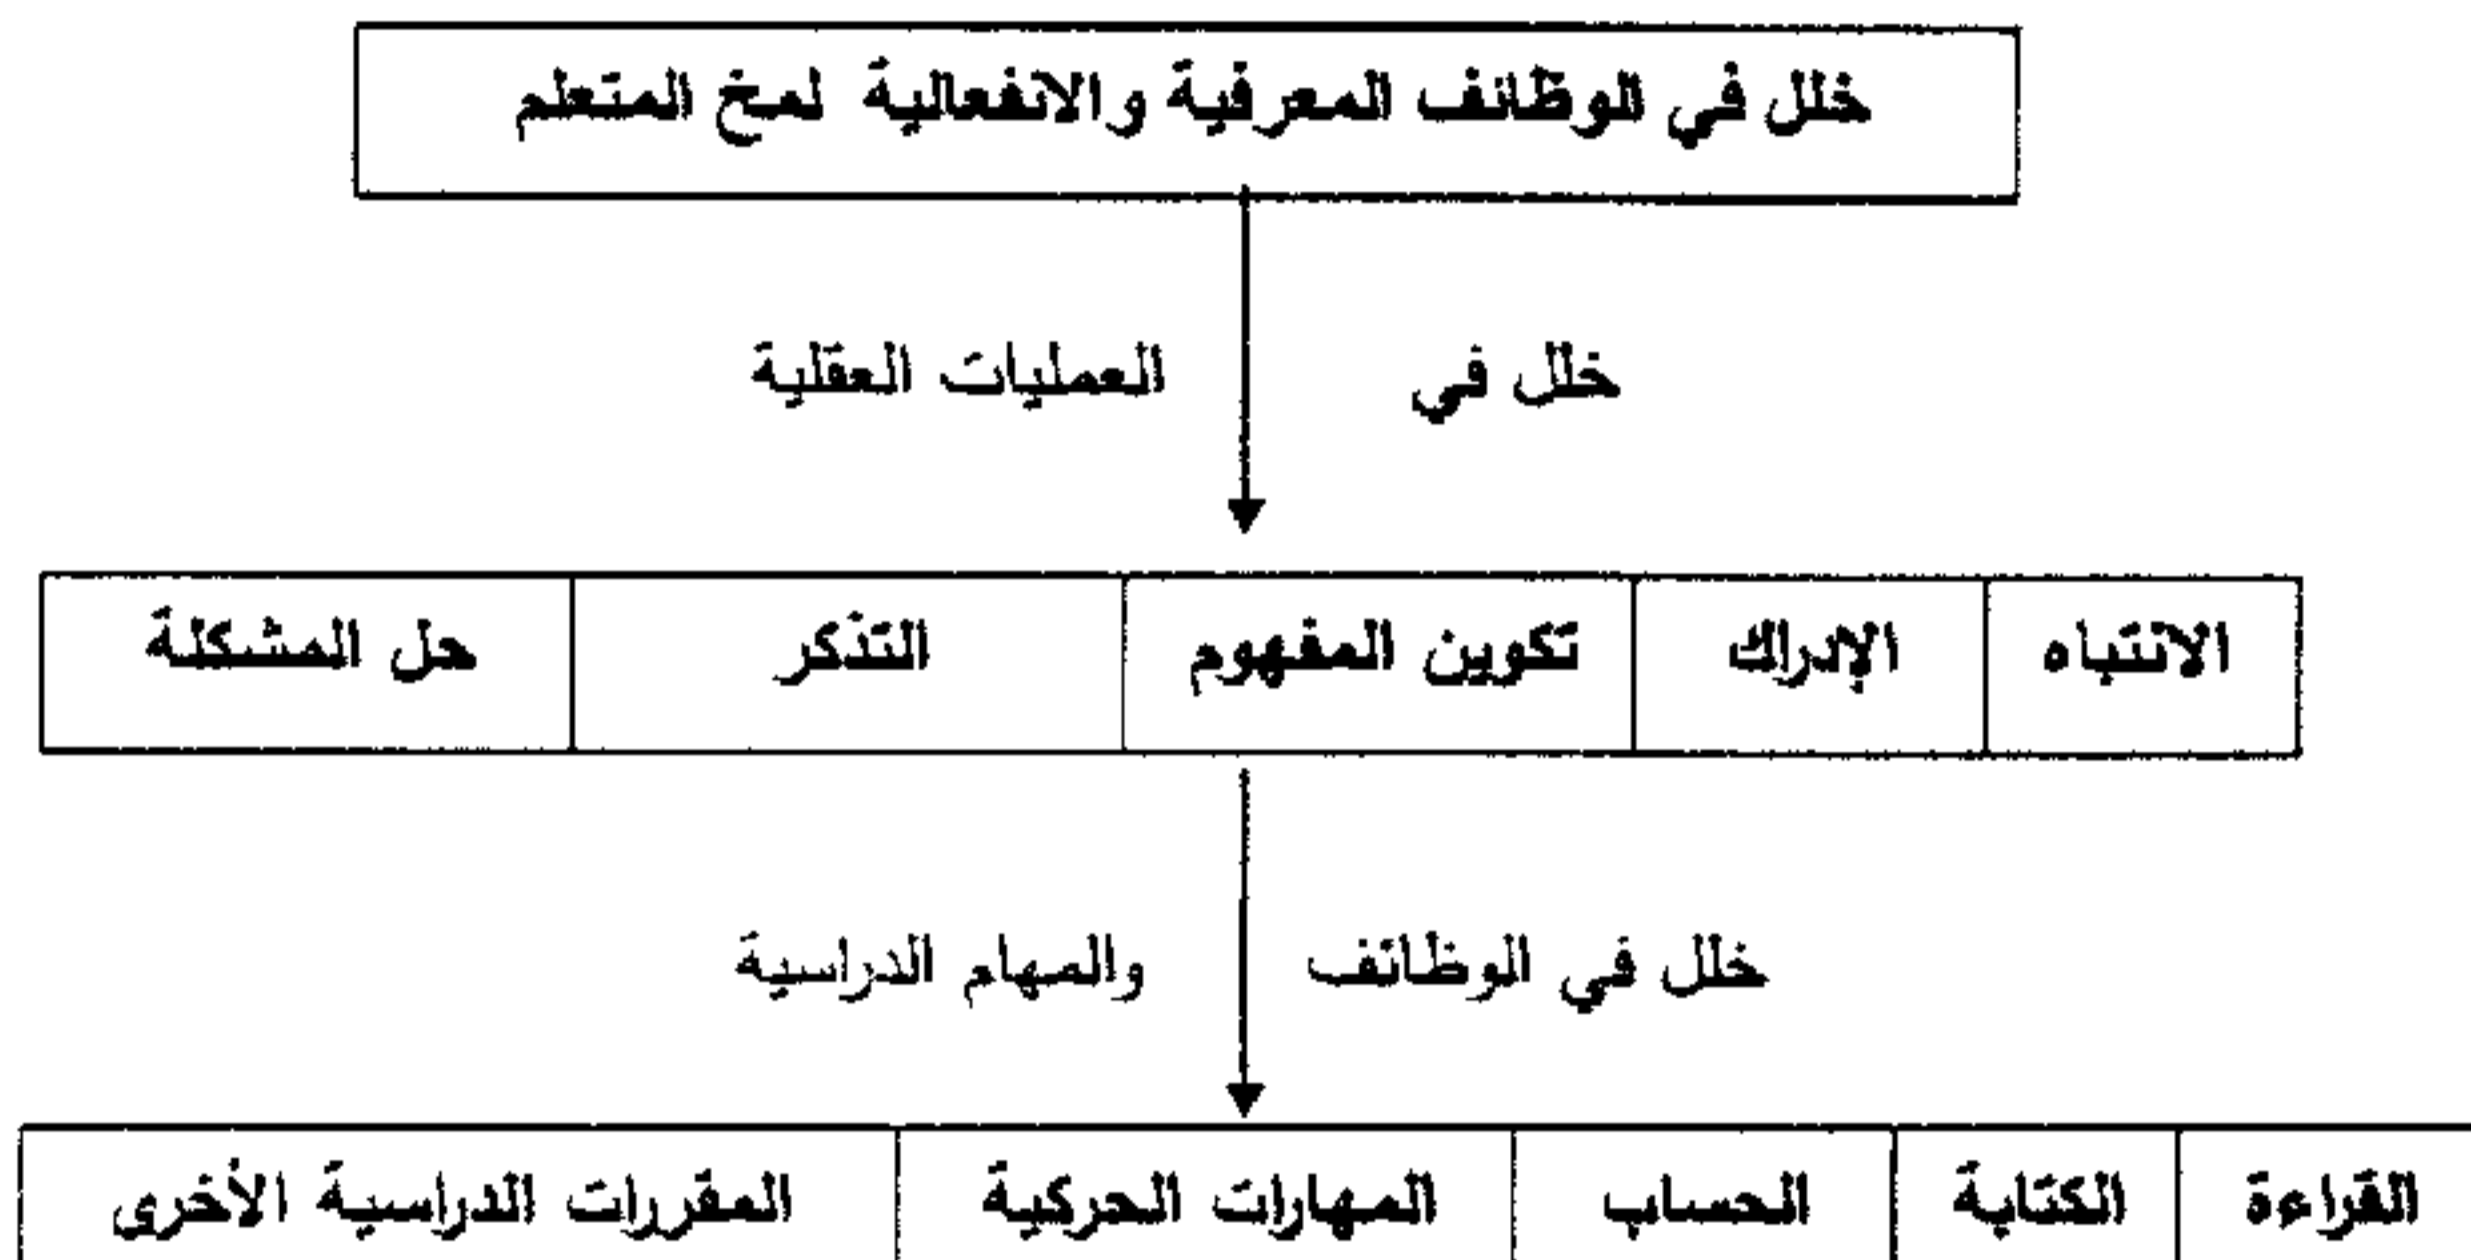 خلل في الوظائف المعرفية والانفعالية لمخ المتعلم
خلل في العمليات العقلية
الانتباه الإدراك تكوين المفهوم التذكر حل المشكلة
خلل في الوظائف والمهام الدراسية
القراءة الكتابة الحساب المهارات الحركية المقررات الدراسية الأخرى